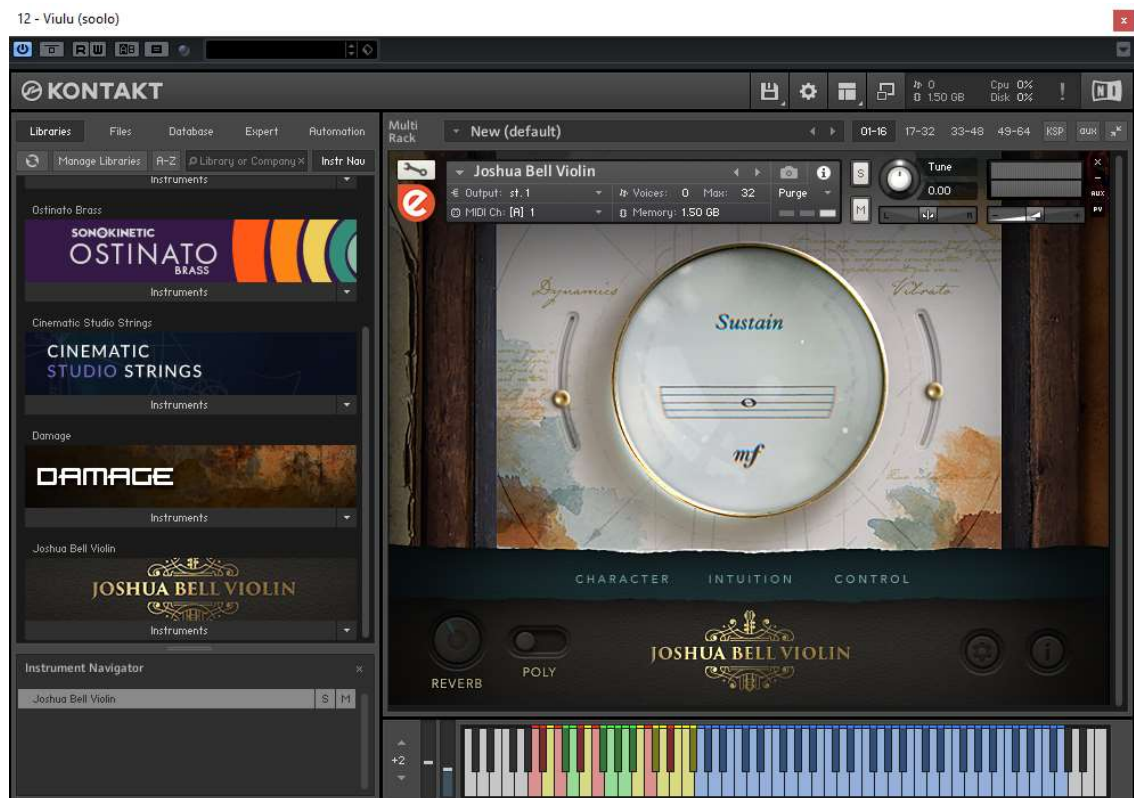 12 - Viulu (soolo)
x
R W
KONTAKT
0
1.50 GB
Cpu 0%
Disk 0%
!
NI
Libraries Files Database Expert Automation
Manage Libraries A-Z Library or Company × Instr Nav
Instruments
Ostinato Brass
SONOKINETIC
OSTINATO
BRASS
Instruments
Cinematic Studio Strings
CINEMATIC
STUDIO STRINGS
Instruments
Damage
DAMAGE
Instruments
Joshua Bell Violin
JOSHUA BELL VIOLIN
Instruments
Instrument Navigator ×
Joshua Bell Violin S M
Multi
Rack
New (default)
01-16 17-32 33-48 49-64 KSP aux
Joshua Bell Violin
Output: st.1 Voices: 0 Max: 32 Purge
MIDI Ch: [A] 1 Memory: 1.50 GB
S
M
Tune
0.00
L R
- +
×
-
AUX
PV
Dynamics
Vibrato
Sustain
mf
CHARACTER INTUITION CONTROL
REVERB
POLY
JOSHUA BELL VIOLIN
+2